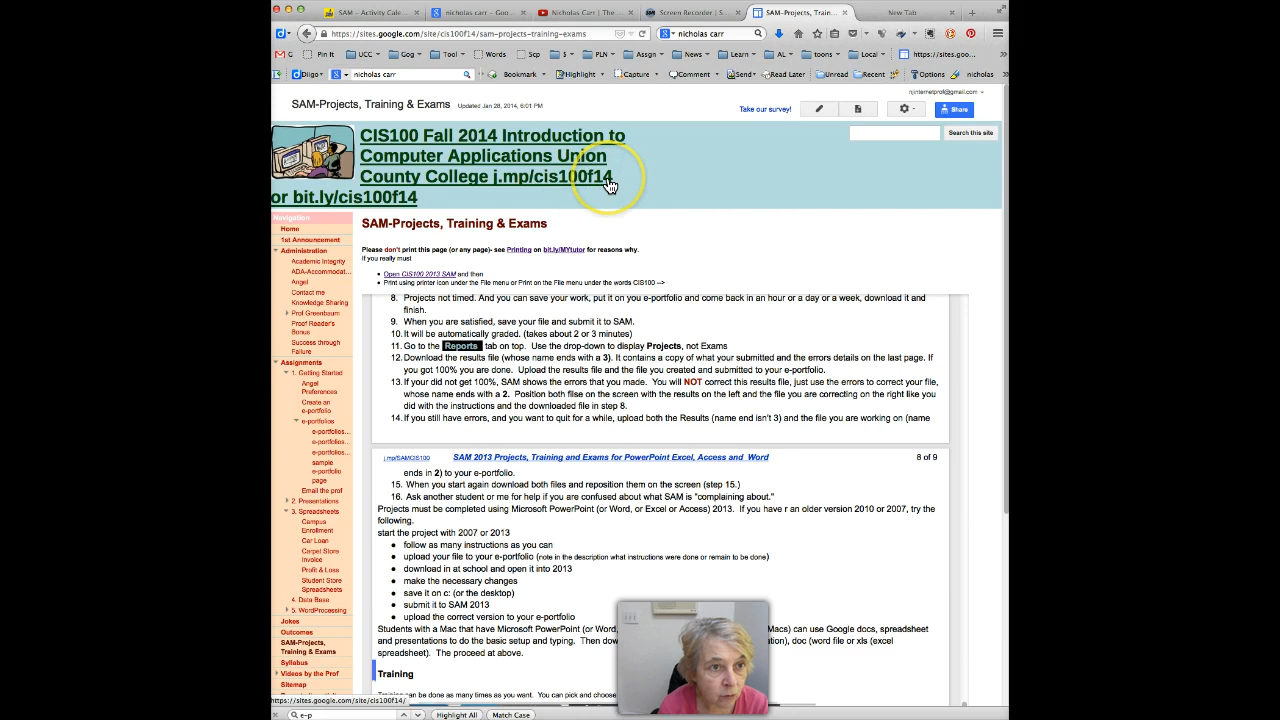 SAM - Activity Cale...
nicholas carr - Goo...
Nicholas Carr | The...
Screen Recorder | S...
SAM-Projects, Train...
New Tab
https://sites.google.com/site/cis100f14/sam-projects-training-exams
nicholas carr
Pin It
UCC
Gog
Tool
Words
Scp
S
PLN
Assgn
News
Learn
toons
Local
https://sites.goo...
Diigo
nicholas carr
Bookmark
Highlight
Capture
Comment
Send
Read Later
Unread
Recent
Options
nicholas
njinternetprof@gmail.com
SAM-Projects, Training & Exams Updated Jan 28, 2014, 6:01 PM
Take our survey!
Share
CIS100 Fall 2014 Introduction to
Computer Applications Union
County College j.mp/cis100f14
or bit.ly/cis100f14
Search this site
Navigation
Home
1st Announcement
Administration
Academic Integrity
ADA-Accommodat...
Angel
Contact me
Knowledge Sharing
Prof Greenbaum
Proof Reader's
Bonus
Success through
Failure
Assignments
1. Getting Started
Angel
Preferences
Create an
e-portfolio
e-portfolios
e-portfolios...
e-portfolios...
e-portfolios...
sample
e-portfolio
page
Email the prof
2. Presentations
3. Spreadsheets
Campus
Enrollment
Car Loan
Carpet Store
Invoice
Profit & Loss
Student Store
Spreadsheets
4. Data Base
5. WordProcessing
Jokes
Outcomes
SAM-Projects,
Training & Exams
Syllabus
Videos by the Prof
Sitemap
SAM-Projects, Training & Exams
Please don't print this page (or any page)- see Printing on bit.ly/MYtutor for reasons why.
If you really must
Open CIS100 2013 SAM and then
Print using printer icon under the File menu or Print on the File menu under the words CIS100 -->
8. Projects not timed. And you can save your work, put it on you e-portfolio and come back in an hour or a day or a week, download it and
finish.
9. When you are satisfied, save your file and submit it to SAM.
10. It will be automatically graded. (takes about 2 or 3 minutes)
11. Go to the Reports tab on top. Use the drop-down to display Projects, not Exams
12. Download the results file (whose name ends with a 3). It contains a copy of what your submitted and the errors details on the last page. If
you got 100% you are done. Upload the results file and the file you created and submitted to your e-portfolio.
13. If your did not get 100%, SAM shows the errors that you made. You will NOT correct this results file, just use the errors to correct your file,
whose name ends with a 2. Position both flise on the screen with the results on the left and the file you are correcting on the right like you
did with the instructions and the downloaded file in step 8.
14. If you still have errors, and you want to quit for a while, upload both the Results (name end isn't 3) and the file you are working on (name
j.mp/SAMCIS100 SAM 2013 Projects, Training and Exams for PowerPoint Excel, Access and Word 8 of 9
ends in 2) to your e-portfolio.
15. When you start again download both files and reposition them on the screen (step 15.)
16. Ask another student or me for help if you are confused about what SAM is "complaining about."
Projects must be completed using Microsoft PowerPoint (or Word, or Excel or Access) 2013. If you have r an older version 2010 or 2007, try the
following.
start the project with 2007 or 2013
follow as many instructions as you can
upload your file to your e-portfolio (note in the description what instructions were done or remain to be done)
download in at school and open it into 2013
make the necessary changes
save it on c: (or the desktop)
submit it to SAM 2013
upload the correct version to your e-portfolio
Students with a Mac that have Microsoft PowerPoint (or Word, Macs) can use Google docs, spreadsheet
and presentations to do the basic setup and typing. Then dow ion), doc (word file or xls (excel
spreadsheet). The proceed at above.
Training
Training can be done as many times as you want. You can pick and choose
https://sites.google.com/site/cis100f14/
e-p
Highlight All
Match Case